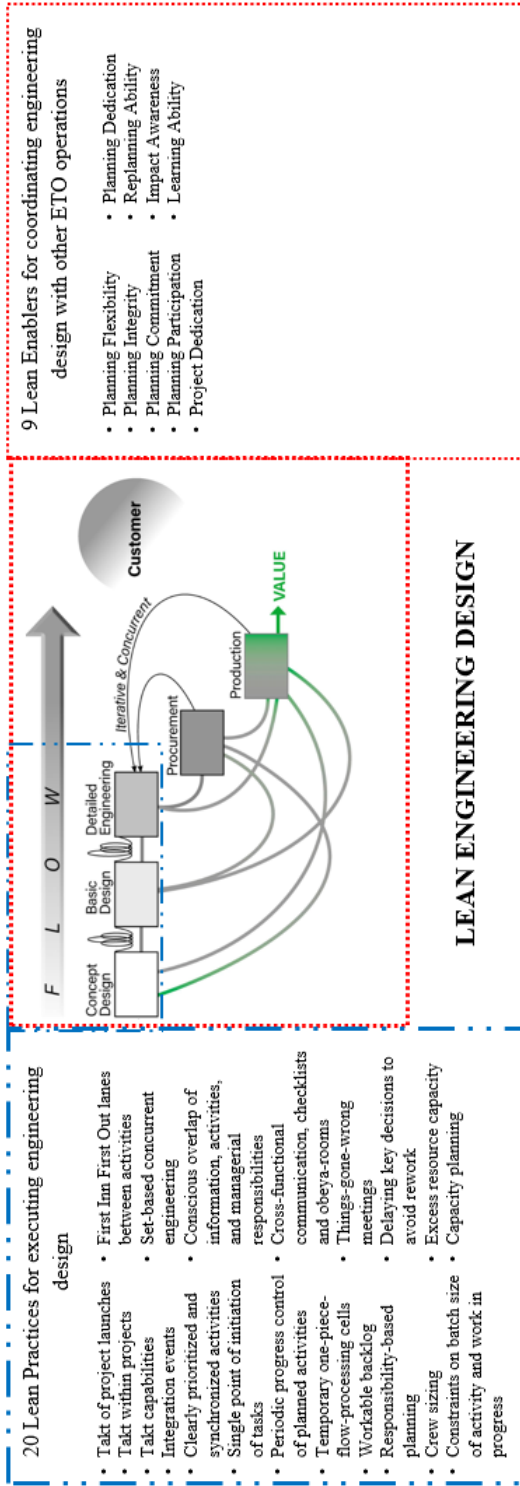 20 Lean Practices for executing engineering
design
• Takt of project launches
• Takt within projects
• Takt capabilities
• Integration events
• Clearly prioritized and
synchronized activities
• Single point of initiation
of tasks
• Periodic progress control
of planned activities
• Temporary one-piece-
flow-processing cells
• Workable backlog
• Responsibility-based
planning
• Crew sizing
• Constraints on batch size
of activity and work in
progress
• First Inn First Out lanes
between activities
• Set-based concurrent
engineering
• Conscious overlap of
information, activities,
and managerial
responsibilities
• Cross-functional
communication, checklists
and obeya-rooms
• Things-gone-wrong
meetings
• Delaying key decisions to
avoid rework
• Excess resource capacity
• Capacity planning
F L O W
Concept
Design
Basic
Design
Detailed
Engineering
Iterative & Concurrent
Procurement
Production
Customer
VALUE
LEAN ENGINEERING DESIGN
9 Lean Enablers for coordinating engineering
design with other ETO operations
• Planning Flexibility
• Planning Integrity
• Planning Commitment
• Planning Participation
• Project Dedication
• Planning Dedication
• Replanning Ability
• Impact Awareness
• Learning Ability